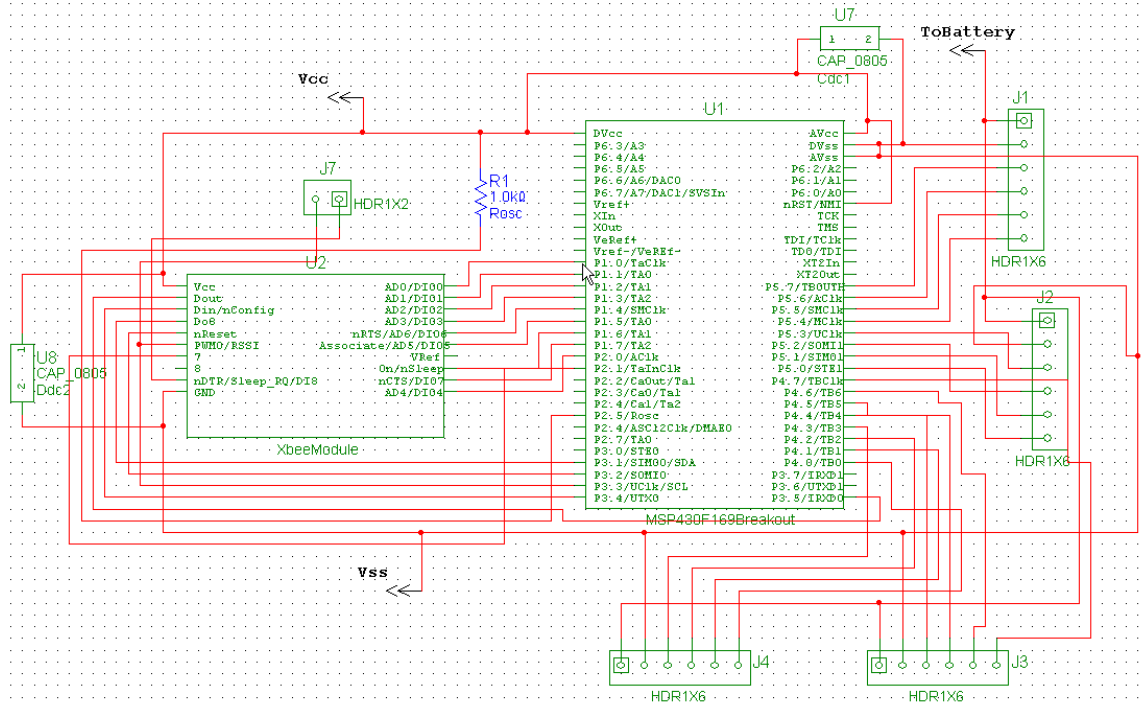 U7
1 2
CAP_0805
Cdc1
ToBattery
Vcc
J1
HDR1X6
J7
HDR1X2
R1
1.0kΩ
Rosc
U1
DVcc
P6.3/A3
P6.4/A4
P6.5/A5
P6.6/A6/DAC0
P6.7/A7/DAC1/SVSIn
Vref+
XIn
XOut
VeRef+
Vref-/VeREf-
P1.0/TaClk
P1.1/TA0
P1.2/TA1
P1.3/TA2
P1.4/SMClk
P1.5/TA0
P1.6/TA1
P1.7/TA2
P2.0/AClk
P2.1/TaInClk
P2.2/CaOut/Ta1
P2.3/Ca0/Ta1
P2.4/Ca1/Ta2
P2.5/Rosc
P2.4/ASCl2Clk/DMAE0
P2.7/TA0
P3.0/STE0
P3.1/SIMO0/SDA
P3.2/SOMI0
P3.3/UClk/SCL
P3.4/UTX0
AVcc
DVss
AVss
P6.2/A2
P6.1/A1
P6.0/A0
nRST/NMI
TCK
TMS
TDI/TClk
TD0/TDI
XT2In
XT2Out
P5.7/TBOUTH
P5.6/AClk
P5.5/SMClk
P5.4/MClk
P5.3/UClk
P5.2/SOMI1
P5.1/SIMO1
P5.0/STE1
P4.7/TBClk
P4.6/TB6
P4.5/TB5
P4.4/TB4
P4.3/TB3
P4.2/TB2
P4.1/TB1
P4.0/TB0
P3.7/IRXD1
P3.6/UTXD1
P3.5/IRXD0
MSP430F169Breakout
U2
Vcc
Dout
Din/nConfig
Do8
nReset
PWM0/RSSI
7
8
nDTR/Sleep_RQ/DI8
GND
AD0/DIO0
AD1/DIO1
AD2/DIO2
AD3/DIO3
nRTS/AD6/DIO6
Associate/AD5/DIO5
VRef
On/nSleep
nCTS/DIO7
AD4/DIO4
XbeeModule
1
U8
CAP_0805
2
Ddc2
J2
HDR1X6
Vss
J4
HDR1X6
J3
HDR1X6